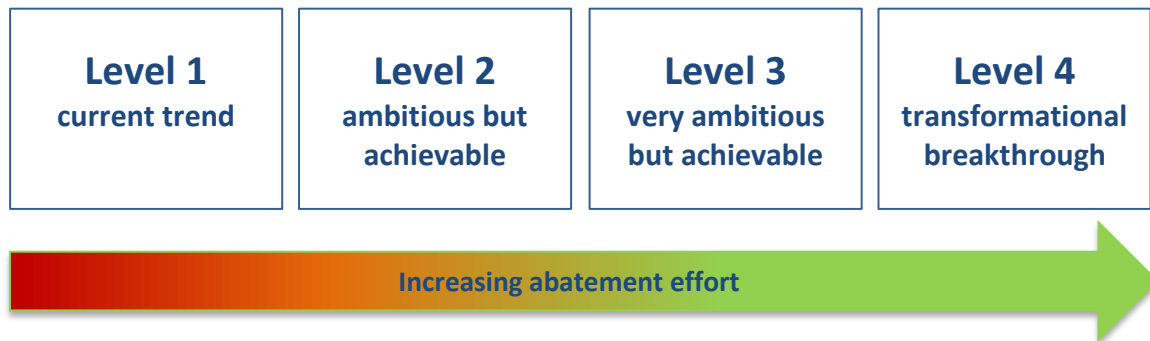 Level 1
current trend
Level 2
ambitious but
achievable
Level 3
very ambitious
but achievable
Level 4
transformational
breakthrough
Increasing abatement effort